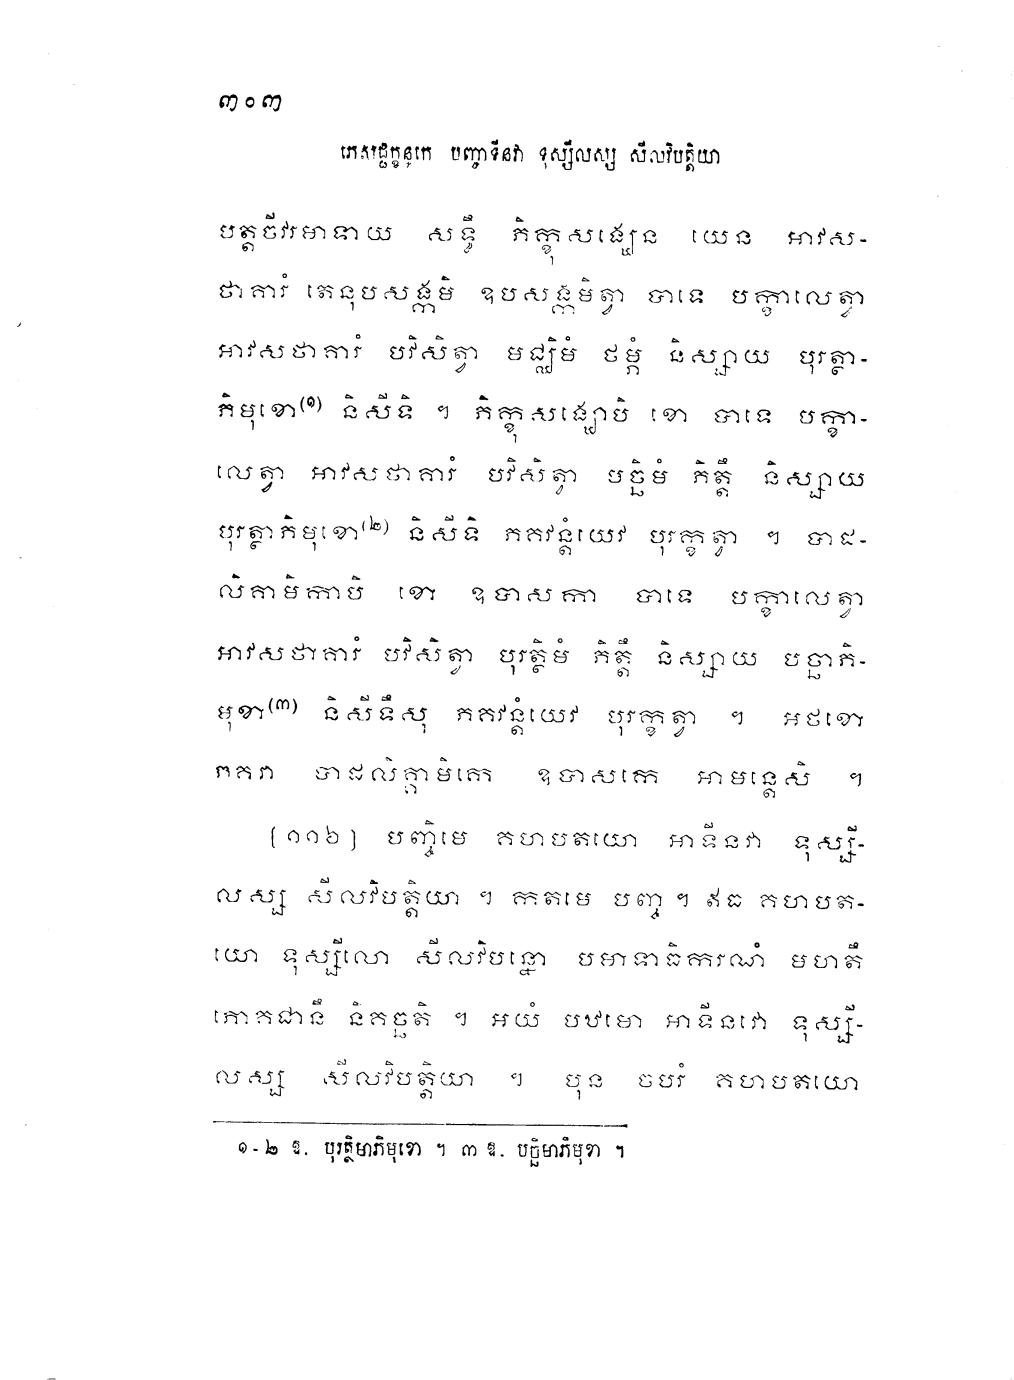 ៣០៣
ភេសជ្ជក្ខន្ធកេ បញ្ចាទីនវា ទុស្សីលស្ស សីលវិបត្តិយា
បត្តចីវរមាទាយ សទ្ធឹ ភិក្ខុសង្ឃេន យេន អាវស-
ថាគារំ តេនុបសង្កមិ ឧបសង្កមិត្វា បាទេ បក្ខាលេត្វា
អាវសថាគារំ បវិសិត្វា មជ្ឈិមំ ថម្ភំ និស្សាយ បុរត្ថា-
ភិមុខោ(១) និសីទិ ។ ភិក្ខុសង្ឃោបិ ខោ បាទេ បក្ខា-
លេត្វា អាវសថាគារំ បវិសិត្វា បច្ឆិមំ ភិត្តឹ និស្សាយ
បុរត្ថាភិមុខោ(២) និសីទិ ភគវន្តំយេវ បុរក្ខត្វា ។ បាដ-
លិគាមិកាបិ ខោ ឧបាសកា បាទេ បក្ខាលេត្វា
អាវសថាគារំ បវិសិត្វា បុរត្ថិមំ ភិត្តឹ និស្សាយ បច្ឆាភិ-
មុខា(៣) និសីទឹសុ ភគវន្តំយេវ បុរក្ខត្វា ។ អថខោ
ភគវា បាដលិគ្គាមិកេ ឧបាសកេ អាមន្តេសិ ។
[១១៦] បញ្ចិមេ គហបតយោ អាទីនវា ទុស្សី-
លស្ស សីលវិបត្តិយា ។ កតមេ បញ្ច ។ ឥធ គហបត-
យោ ទុស្សីលោ សីលវិបន្នោ បមាទាធិករណំ មហតឹ
ភោគជានឹ និគច្ឆតិ ។ អយំ បឋមោ អាទីនវោ ទុស្សី-
លស្ស សីលវិបត្តិយា ។ បុន ចបរំ គហបតយោ
១-២ ឱ. បុរត្ថិមាភិមុខោ ។ ៣ ឱ. បច្ឆិមាភិមុខា ។